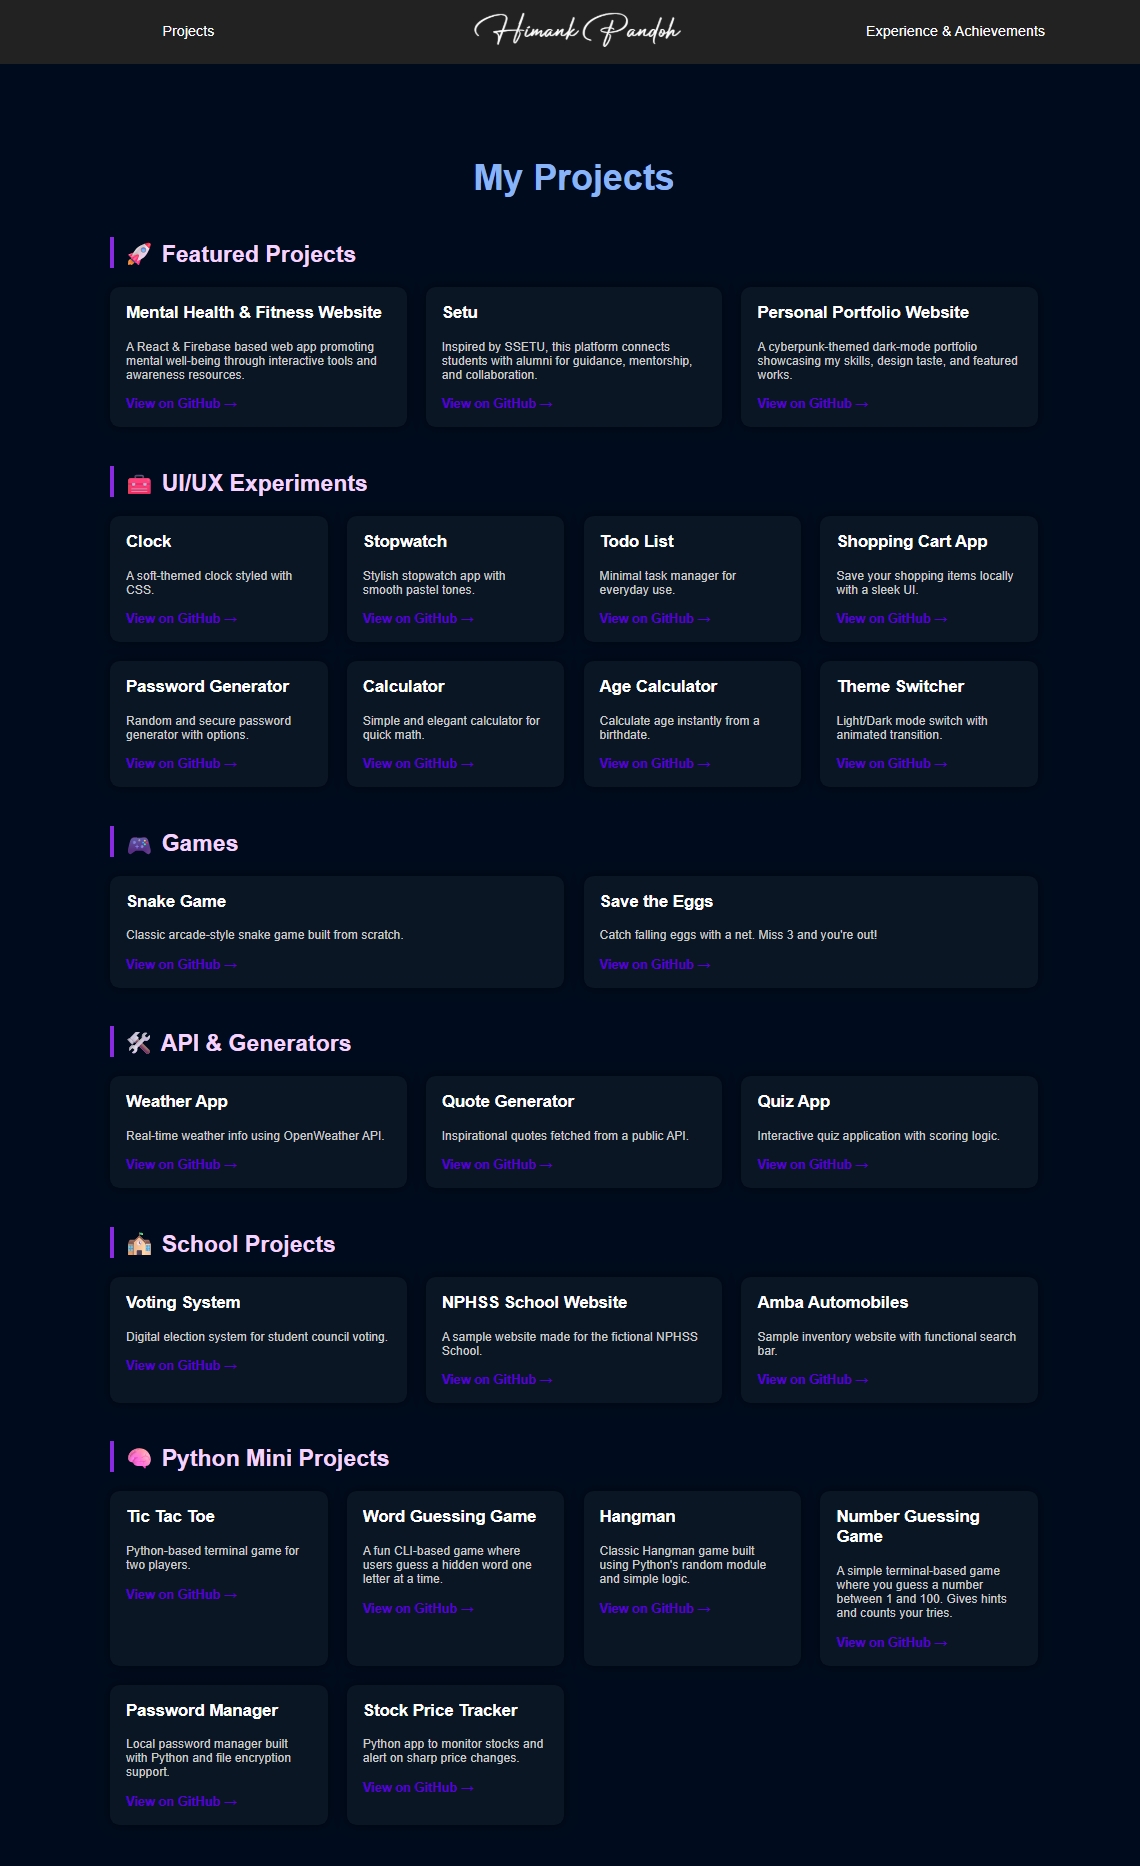 Projects
Himank Pandoh
Experience & Achievements
My Projects
🚀 Featured Projects
Mental Health & Fitness Website
A React & Firebase based web app promoting
mental well-being through interactive tools and
awareness resources.
View on GitHub →
Setu
Inspired by SSETU, this platform connects
students with alumni for guidance, mentorship,
and collaboration.
View on GitHub →
Personal Portfolio Website
A cyberpunk-themed dark-mode portfolio
showcasing my skills, design taste, and featured
works.
View on GitHub →
🧰 UI/UX Experiments
Clock
A soft-themed clock styled with
CSS.
View on GitHub →
Stopwatch
Stylish stopwatch app with
smooth pastel tones.
View on GitHub →
Todo List
Minimal task manager for
everyday use.
View on GitHub →
Shopping Cart App
Save your shopping items locally
with a sleek UI.
View on GitHub →
Password Generator
Random and secure password
generator with options.
View on GitHub →
Calculator
Simple and elegant calculator for
quick math.
View on GitHub →
Age Calculator
Calculate age instantly from a
birthdate.
View on GitHub →
Theme Switcher
Light/Dark mode switch with
animated transition.
View on GitHub →
🎮 Games
Snake Game
Classic arcade-style snake game built from scratch.
View on GitHub →
Save the Eggs
Catch falling eggs with a net. Miss 3 and you're out!
View on GitHub →
🛠 API & Generators
Weather App
Real-time weather info using OpenWeather API.
View on GitHub →
Quote Generator
Inspirational quotes fetched from a public API.
View on GitHub →
Quiz App
Interactive quiz application with scoring logic.
View on GitHub →
🏫 School Projects
Voting System
Digital election system for student council voting.
View on GitHub →
NPHSS School Website
A sample website made for the fictional NPHSS
School.
View on GitHub →
Amba Automobiles
Sample inventory website with functional search
bar.
View on GitHub →
🧠 Python Mini Projects
Tic Tac Toe
Python-based terminal game for
two players.
View on GitHub →
Word Guessing Game
A fun CLI-based game where
users guess a hidden word one
letter at a time.
View on GitHub →
Hangman
Classic Hangman game built
using Python's random module
and simple logic.
View on GitHub →
Number Guessing
Game
A simple terminal-based game
where you guess a number
between 1 and 100. Gives hints
and counts your tries.
View on GitHub →
Password Manager
Local password manager built
with Python and file encryption
support.
View on GitHub →
Stock Price Tracker
Python app to monitor stocks and
alert on sharp price changes.
View on GitHub →